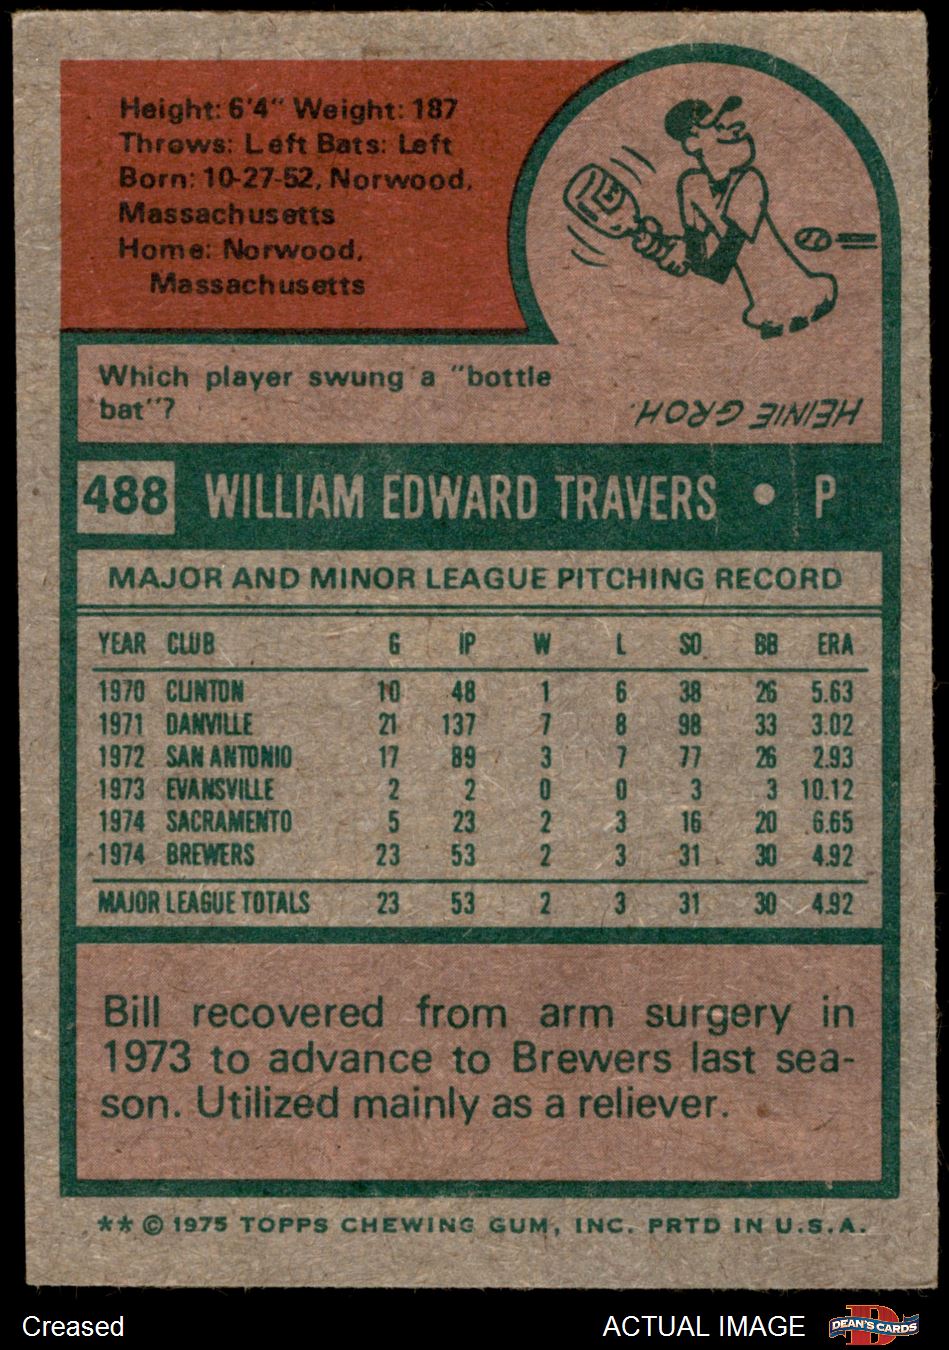 Height: 6'4" Weight: 187
Throws: Left Bats: Left
Born: 10-27-52, Norwood,
Massachusetts
Home: Norwood,
Massachusetts
Which player swung a "bottle
bat"?
HEINIE GROH.
488 WILLIAM EDWARD TRAVERS • P
MAJOR AND MINOR LEAGUE PITCHING RECORD
YEAR CLUB G IP W L SO BB ERA
1970 CLINTON 10 48 1 6 38 26 5.63
1971 DANVILLE 21 137 7 8 98 33 3.02
1972 SAN ANTONIO 17 89 3 7 77 26 2.93
1973 EVANSVILLE 2 2 0 0 3 3 10.12
1974 SACRAMENTO 5 23 2 3 16 20 6.65
1974 BREWERS 23 53 2 3 31 30 4.92
MAJOR LEAGUE TOTALS 23 53 2 3 31 30 4.92
Bill recovered from arm surgery in
1973 to advance to Brewers last sea-
son. Utilized mainly as a reliever.
** © 1975 TOPPS CHEWING GUM, INC. PRTD IN U.S.A.
Creased ACTUAL IMAGE DEAN'S CARDS